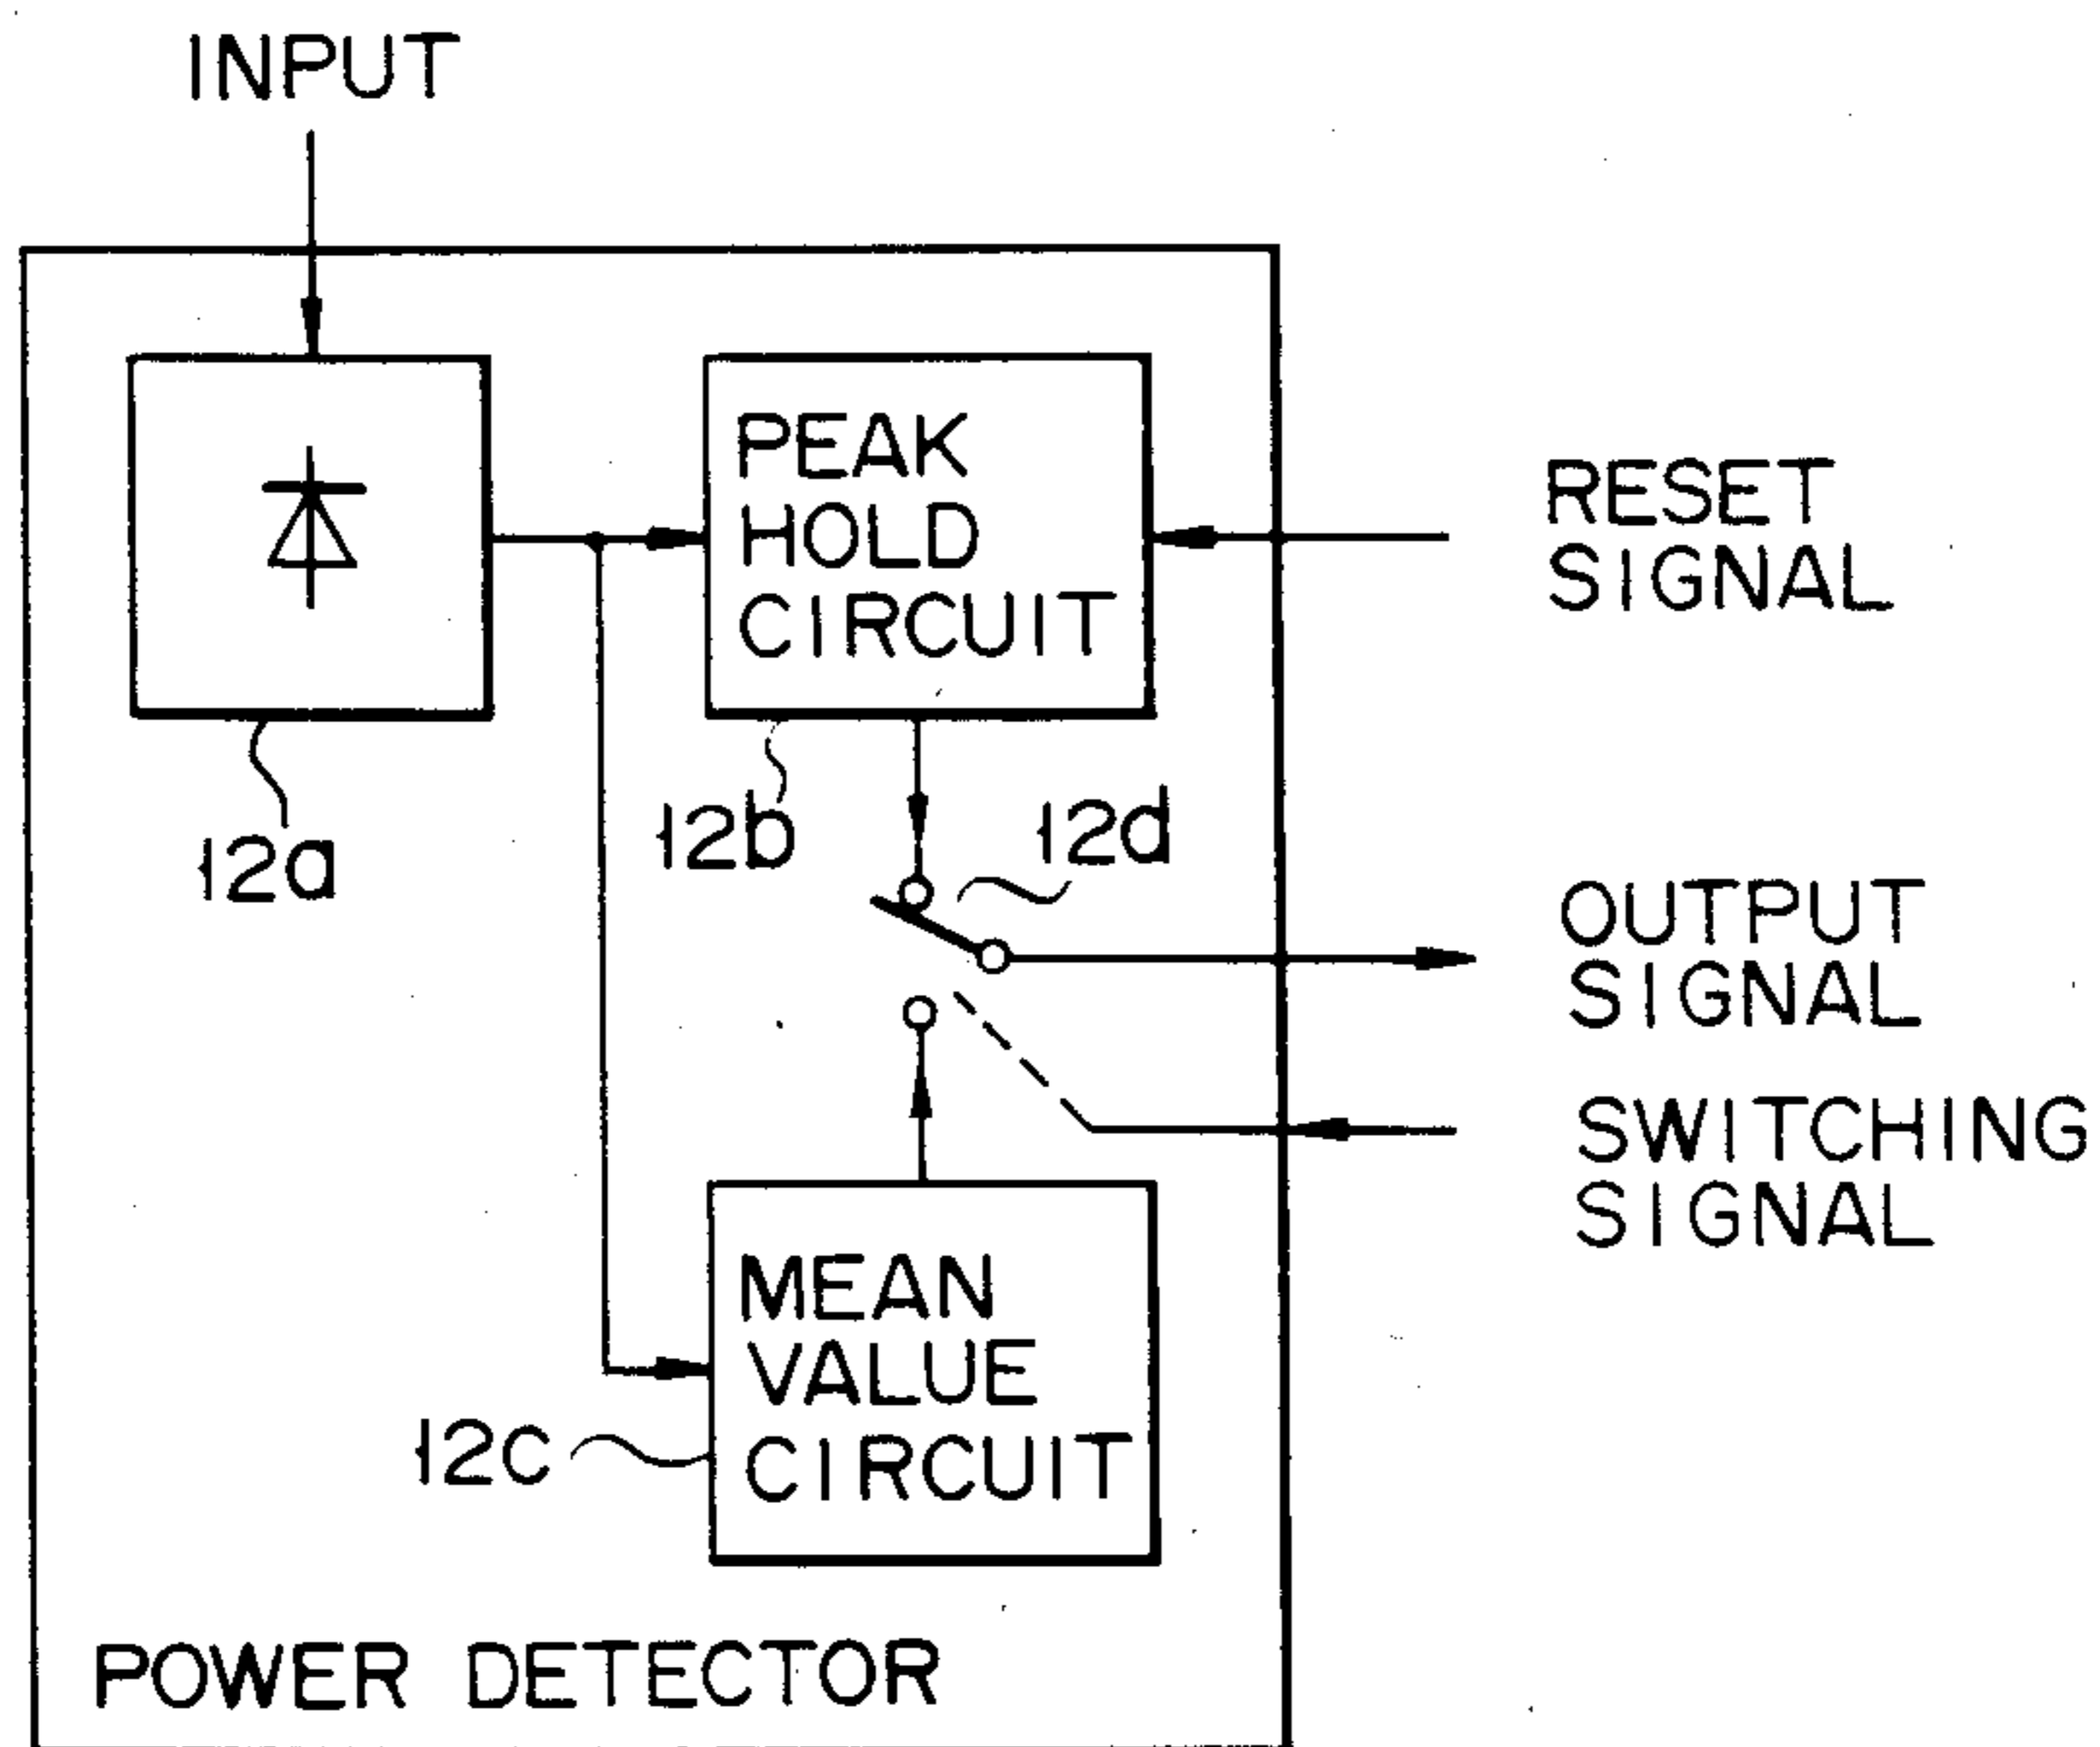 INPUT
PEAK
HOLD
CIRCUIT
RESET
SIGNAL
12a
12b
12d
OUTPUT
SIGNAL
SWITCHING
SIGNAL
MEAN
VALUE
CIRCUIT
12c
POWER DETECTOR